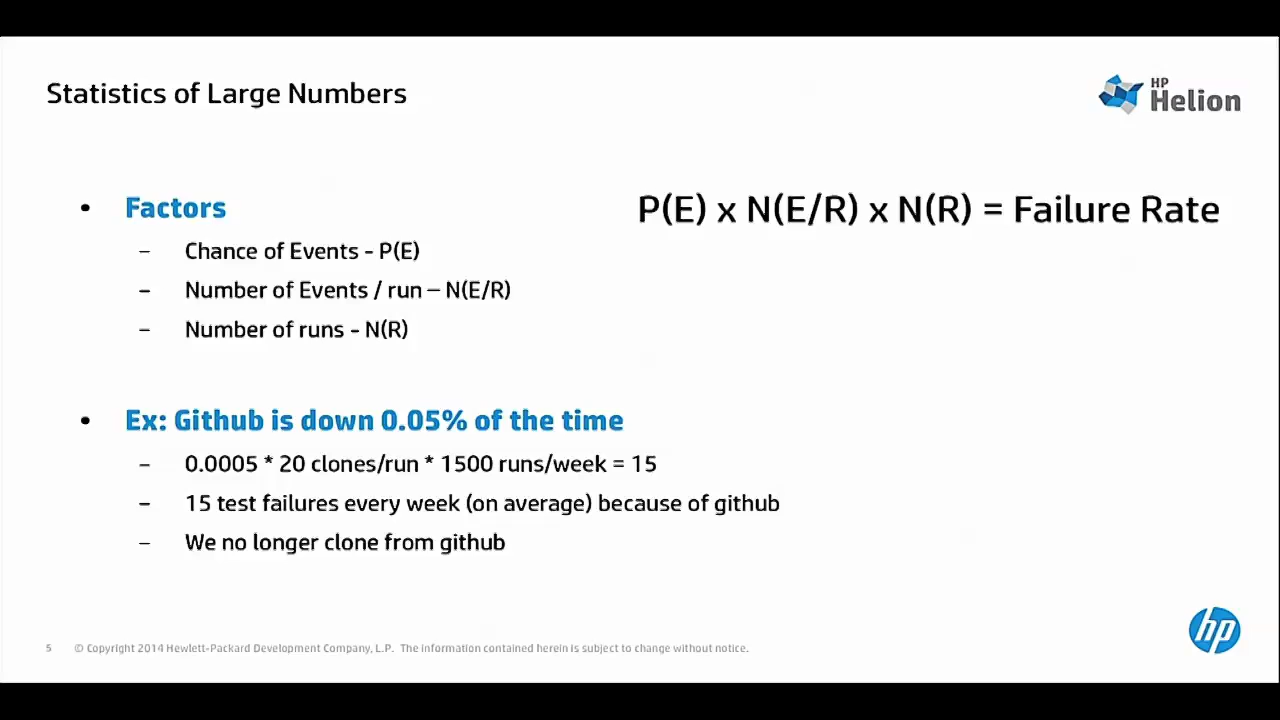 Statistics of Large Numbers
HP
Helion
• Factors
P(E) x N(E/R) x N(R) = Failure Rate
– Chance of Events - P(E)
– Number of Events / run – N(E/R)
– Number of runs - N(R)
• Ex: Github is down 0.05% of the time
– 0.0005 * 20 clones/run * 1500 runs/week = 15
– 15 test failures every week (on average) because of github
– We no longer clone from github
hp
5 © Copyright 2014 Hewlett-Packard Development Company, L.P. The information contained herein is subject to change without notice.